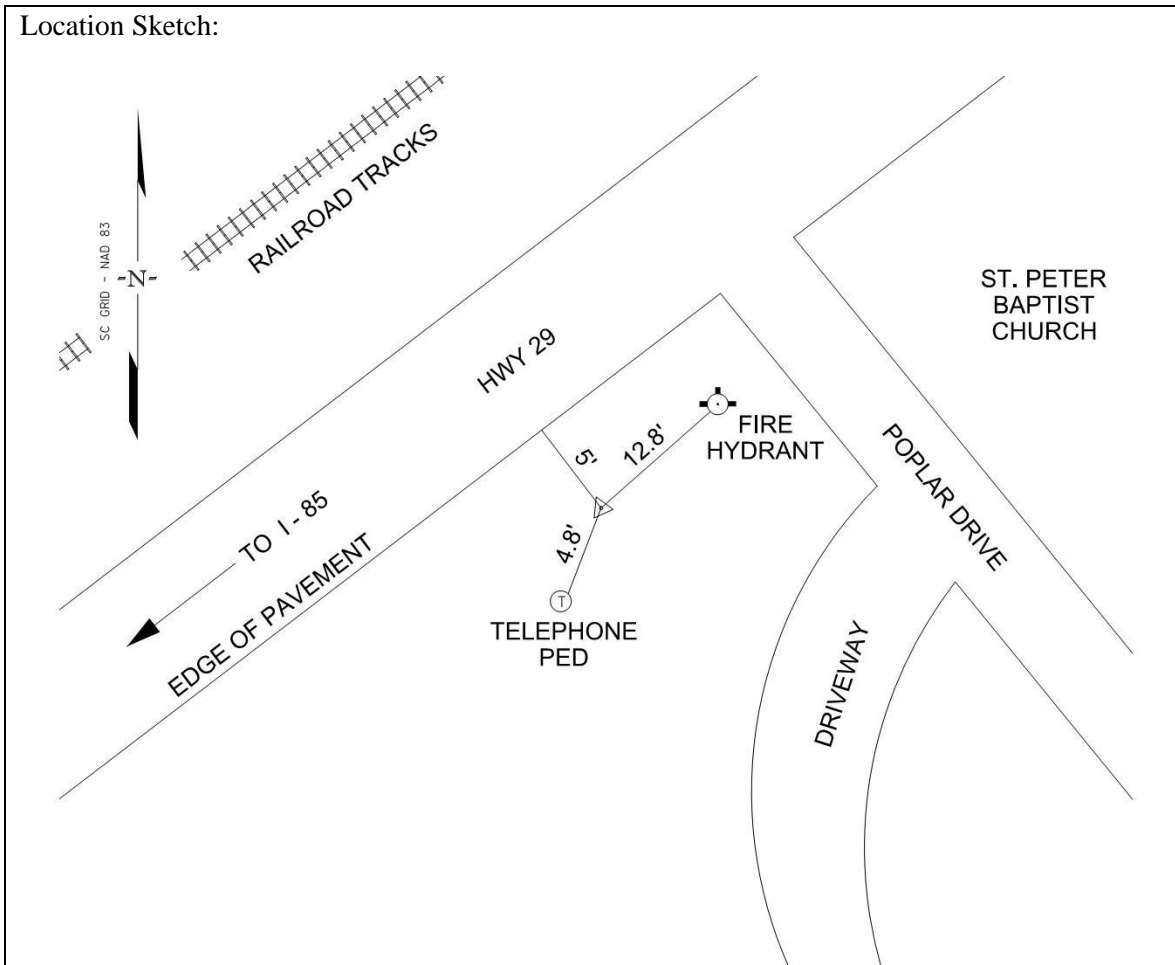 Location Sketch:
RAILROAD TRACKS
SC GRID - NAD 83
-N-
ST. PETER
BAPTIST
CHURCH
HWY 29
FIRE
HYDRANT
12.8'
5'
POPLAR DRIVE
TO I - 85
4.8'
EDGE OF PAVEMENT
T
TELEPHONE
PED
DRIVEWAY